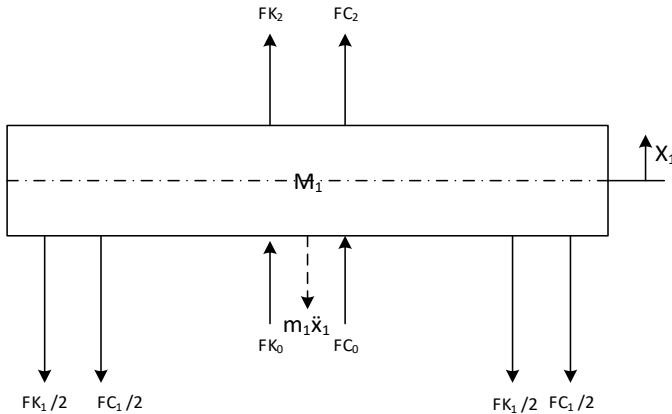 FK₂ FC₂
X₁
M₁
m₁ẍ₁
FK₀ FC₀
FK₁/2 FC₁/2 FK₁/2 FC₁/2